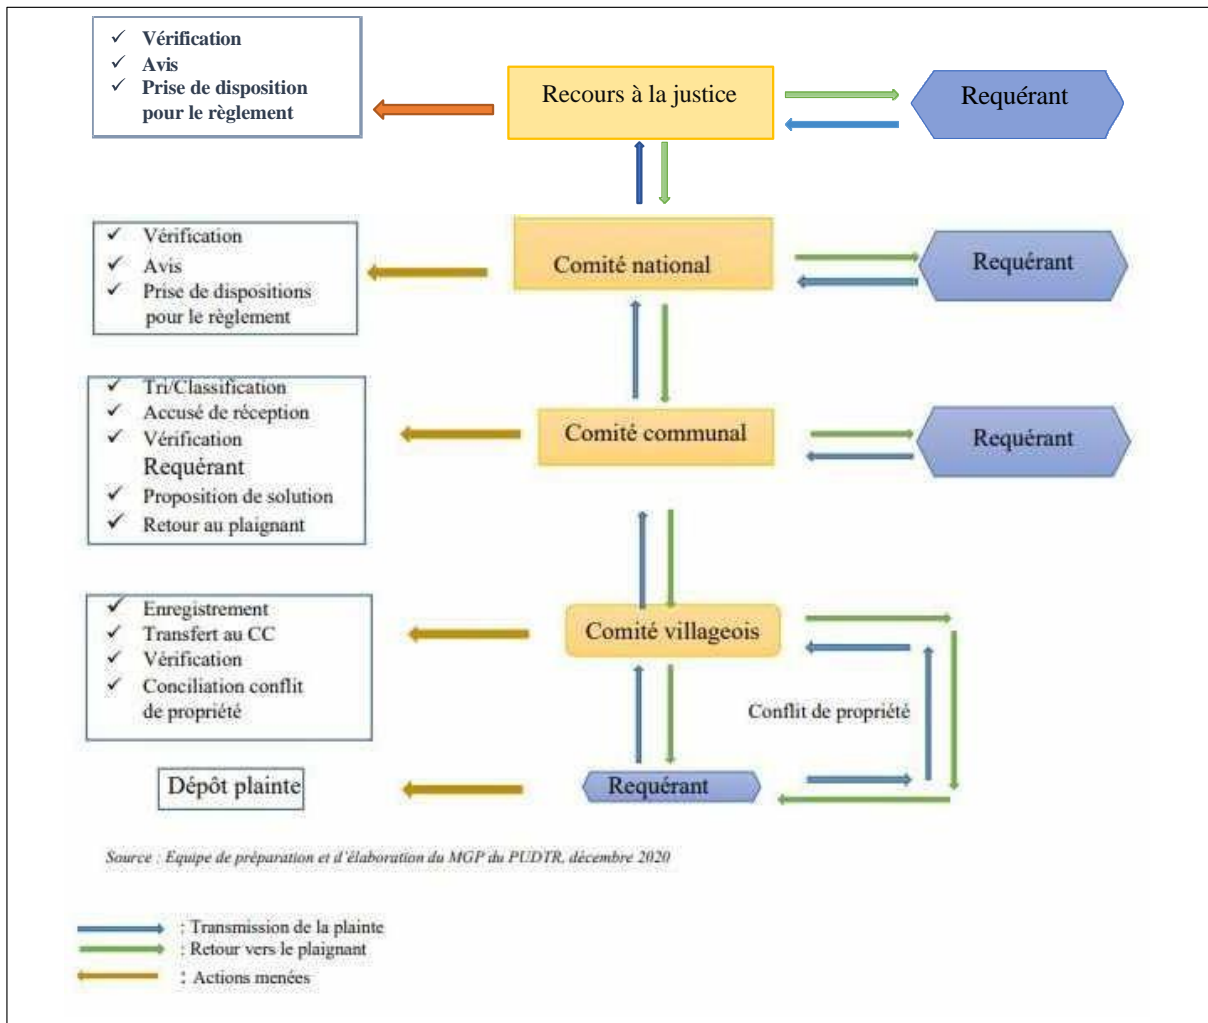 ✓ Vérification
✓ Avis
✓ Prise de disposition
pour le règlement
Recours à la justice
Requérant
✓ Vérification
✓ Avis
✓ Prise de dispositions
pour le règlement
Comité national
Requérant
✓ Tri/Classification
✓ Accusé de réception
✓ Vérification
Requérant
✓ Proposition de solution
✓ Retour au plaignant
Comité communal
Requérant
✓ Enregistrement
✓ Transfert au CC
✓ Vérification
✓ Conciliation conflit
de propriété
Comité villageois
Conflit de propriété
Dépôt plainte
Requérant
Source : Equipe de préparation et d'élaboration du MGP du PUDTR, décembre 2020
: Transmission de la plainte
: Retour vers le plaignant
: Actions menées